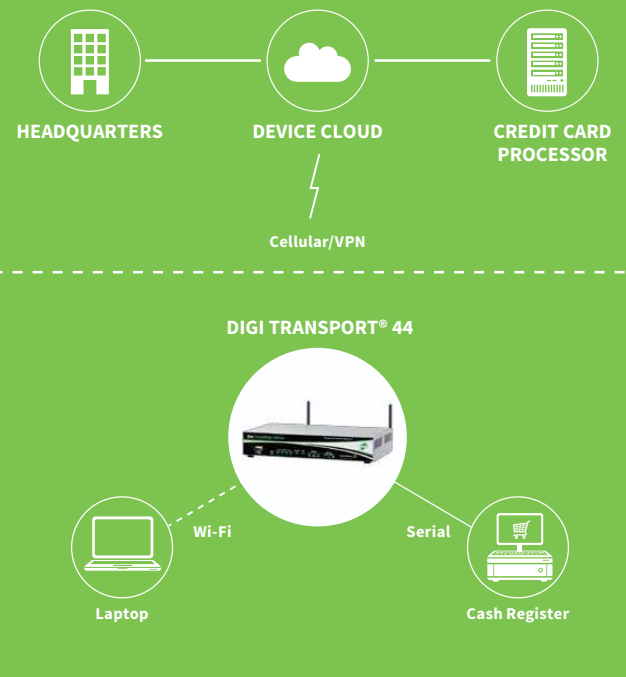 HEADQUARTERS
DEVICE CLOUD
CREDIT CARD
PROCESSOR
Cellular/VPN
DIGI TRANSPORT® 44
Wi-Fi
Serial
Laptop
Cash Register